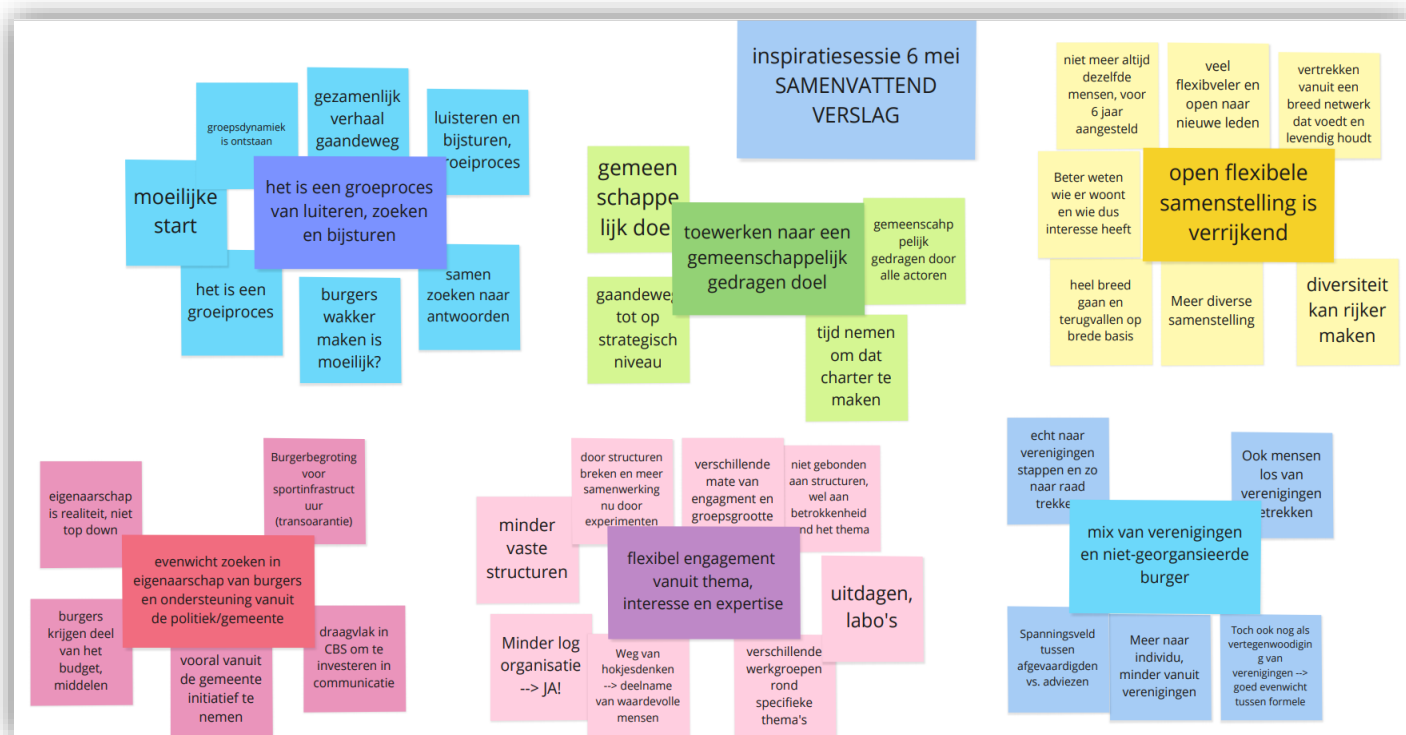 inspiratiesessie 6 mei
SAMENVATTEND
VERSLAG
groepsdynamiek
is ontstaan
gezamenlijk
verhaal
gaandeweg
luisteren en
bijsturen,
moeilijke
start
het is een groeproces
van luiteren, zoeken
en bijsturen
het is een
groeiproces
burgers
wakker
maken is
moeilijk?
samen
zoeken naar
antwoorden
gemeen
schappe
lijk doel
toewerken naar een
gemeenschappelijk
gedragen doel
gemeenscahp
pelijk
gedragen door
alle actoren
gaandeweg
tot op
strategisch
niveau
tijd nemen
om dat
charter te
maken
niet meer altijd
dezelfde
mensen, voor
6 jaar
aangesteld
veel
flexibveler en
open naar
nieuwe leden
vertrekken
vanuit een
breed netwerk
dat voedt en
levendig houdt
Beter weten
wie er woont
en wie dus
interesse heeft
open flexibele
samenstelling is
verrijkend
heel breed
gaan en
terugvallen op
brede basis
Meer diverse
samenstelling
diversiteit
kan rijker
maken
eigenaarschap
is realiteit, niet
top down
Burgerbegroting
voor
sportinfrastruct
uur
(transoarantie)
evenwicht zoeken in
eigenaarschap van burgers
en ondersteuning vanuit
de politiek/gemeente
burgers
krijgen deel
van het
budget,
middelen
vooral vanuit
de gemeente
initiatief te
nemen
draagvlak in
CBS om te
investeren in
communicatie
minder
vaste
structuren
door structuren
breken en meer
samenwerking
nu door
experimenten
verschillende
mate van
engagment en
groepsgrootte
niet gebonden
aan structuren,
wel aan
betrokkenheid
het thema
flexibel engagement
vanuit thema,
interesse en expertise
uitdagen,
labo's
Minder log
organisatie
--> JA!
Weg van
hokjesdenken
--> deelname
van waardevolle
mensen
verschillende
werkgroepen
rond
specifieke
thema's
echt naar
verenigingen
stappen en zo
naar raad
Ook mensen
los van
verenigingen
mix van verenigingen
en niet-georgansieerde
burger
Spanningsveld
tussen
afgevaardigden
vs. adviezen
Meer naar
individu,
minder vanuit
verenigingen
Toch ook nog als
vertegenwoodigin
g van
verenigingen -->
goed evenwicht
tussen formele